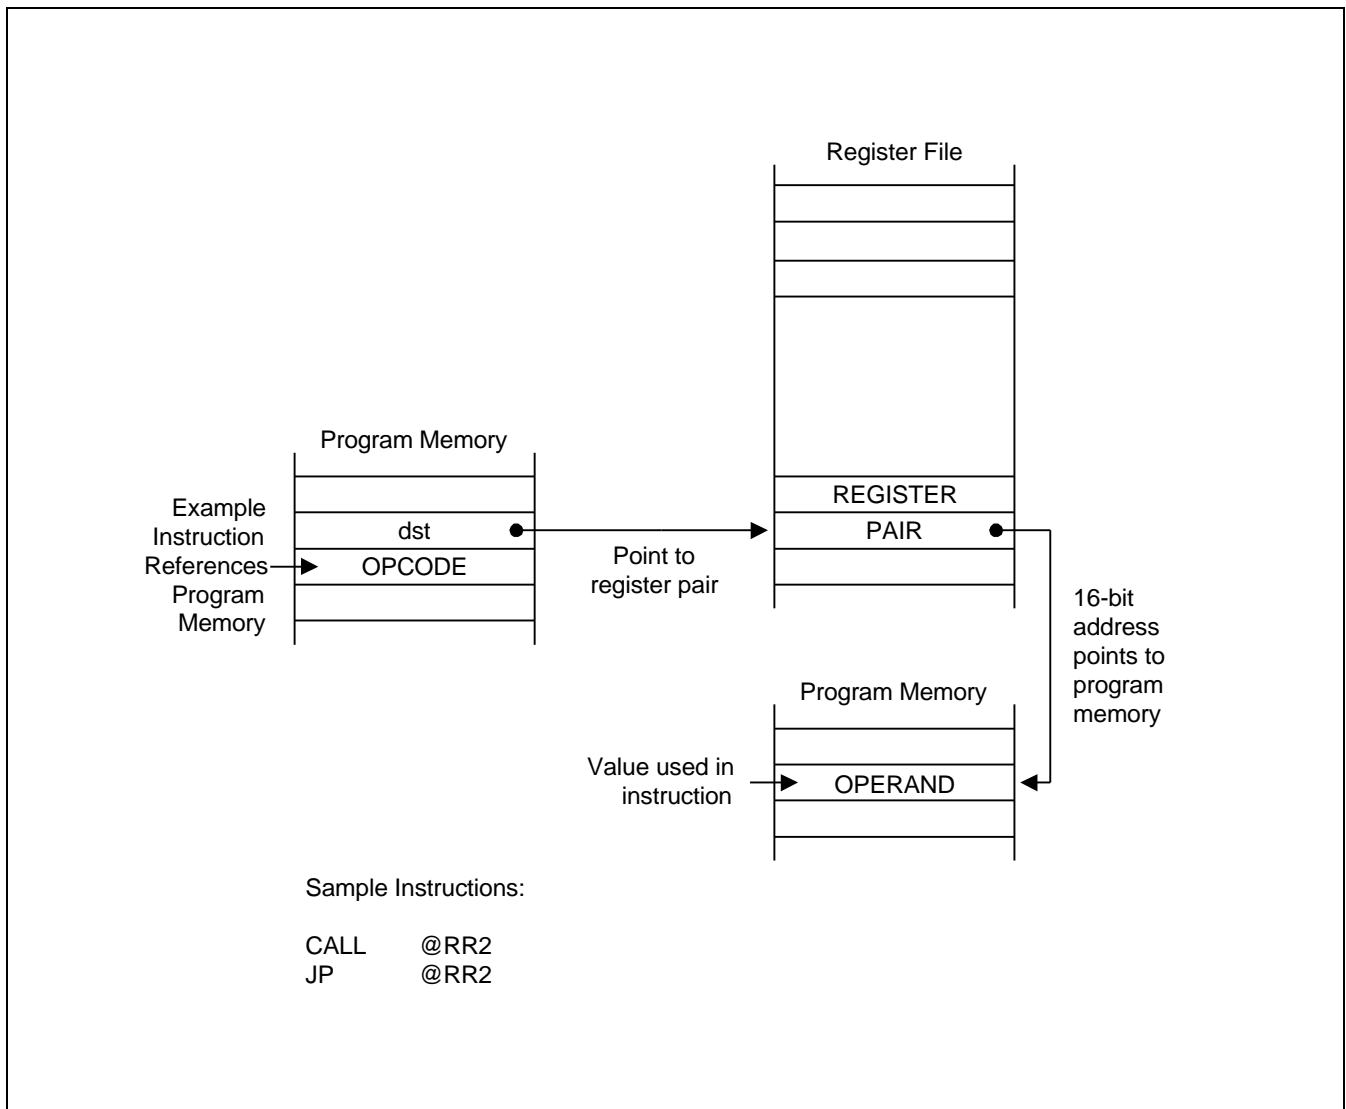 Register File
Program Memory
REGISTER
PAIR
Example
Instruction
References
Program
Memory
dst
OPCODE
Point to
register pair
16-bit
address
points to
program
memory
Program Memory
Value used in
instruction
OPERAND
Sample Instructions:
CALL @RR2
JP @RR2